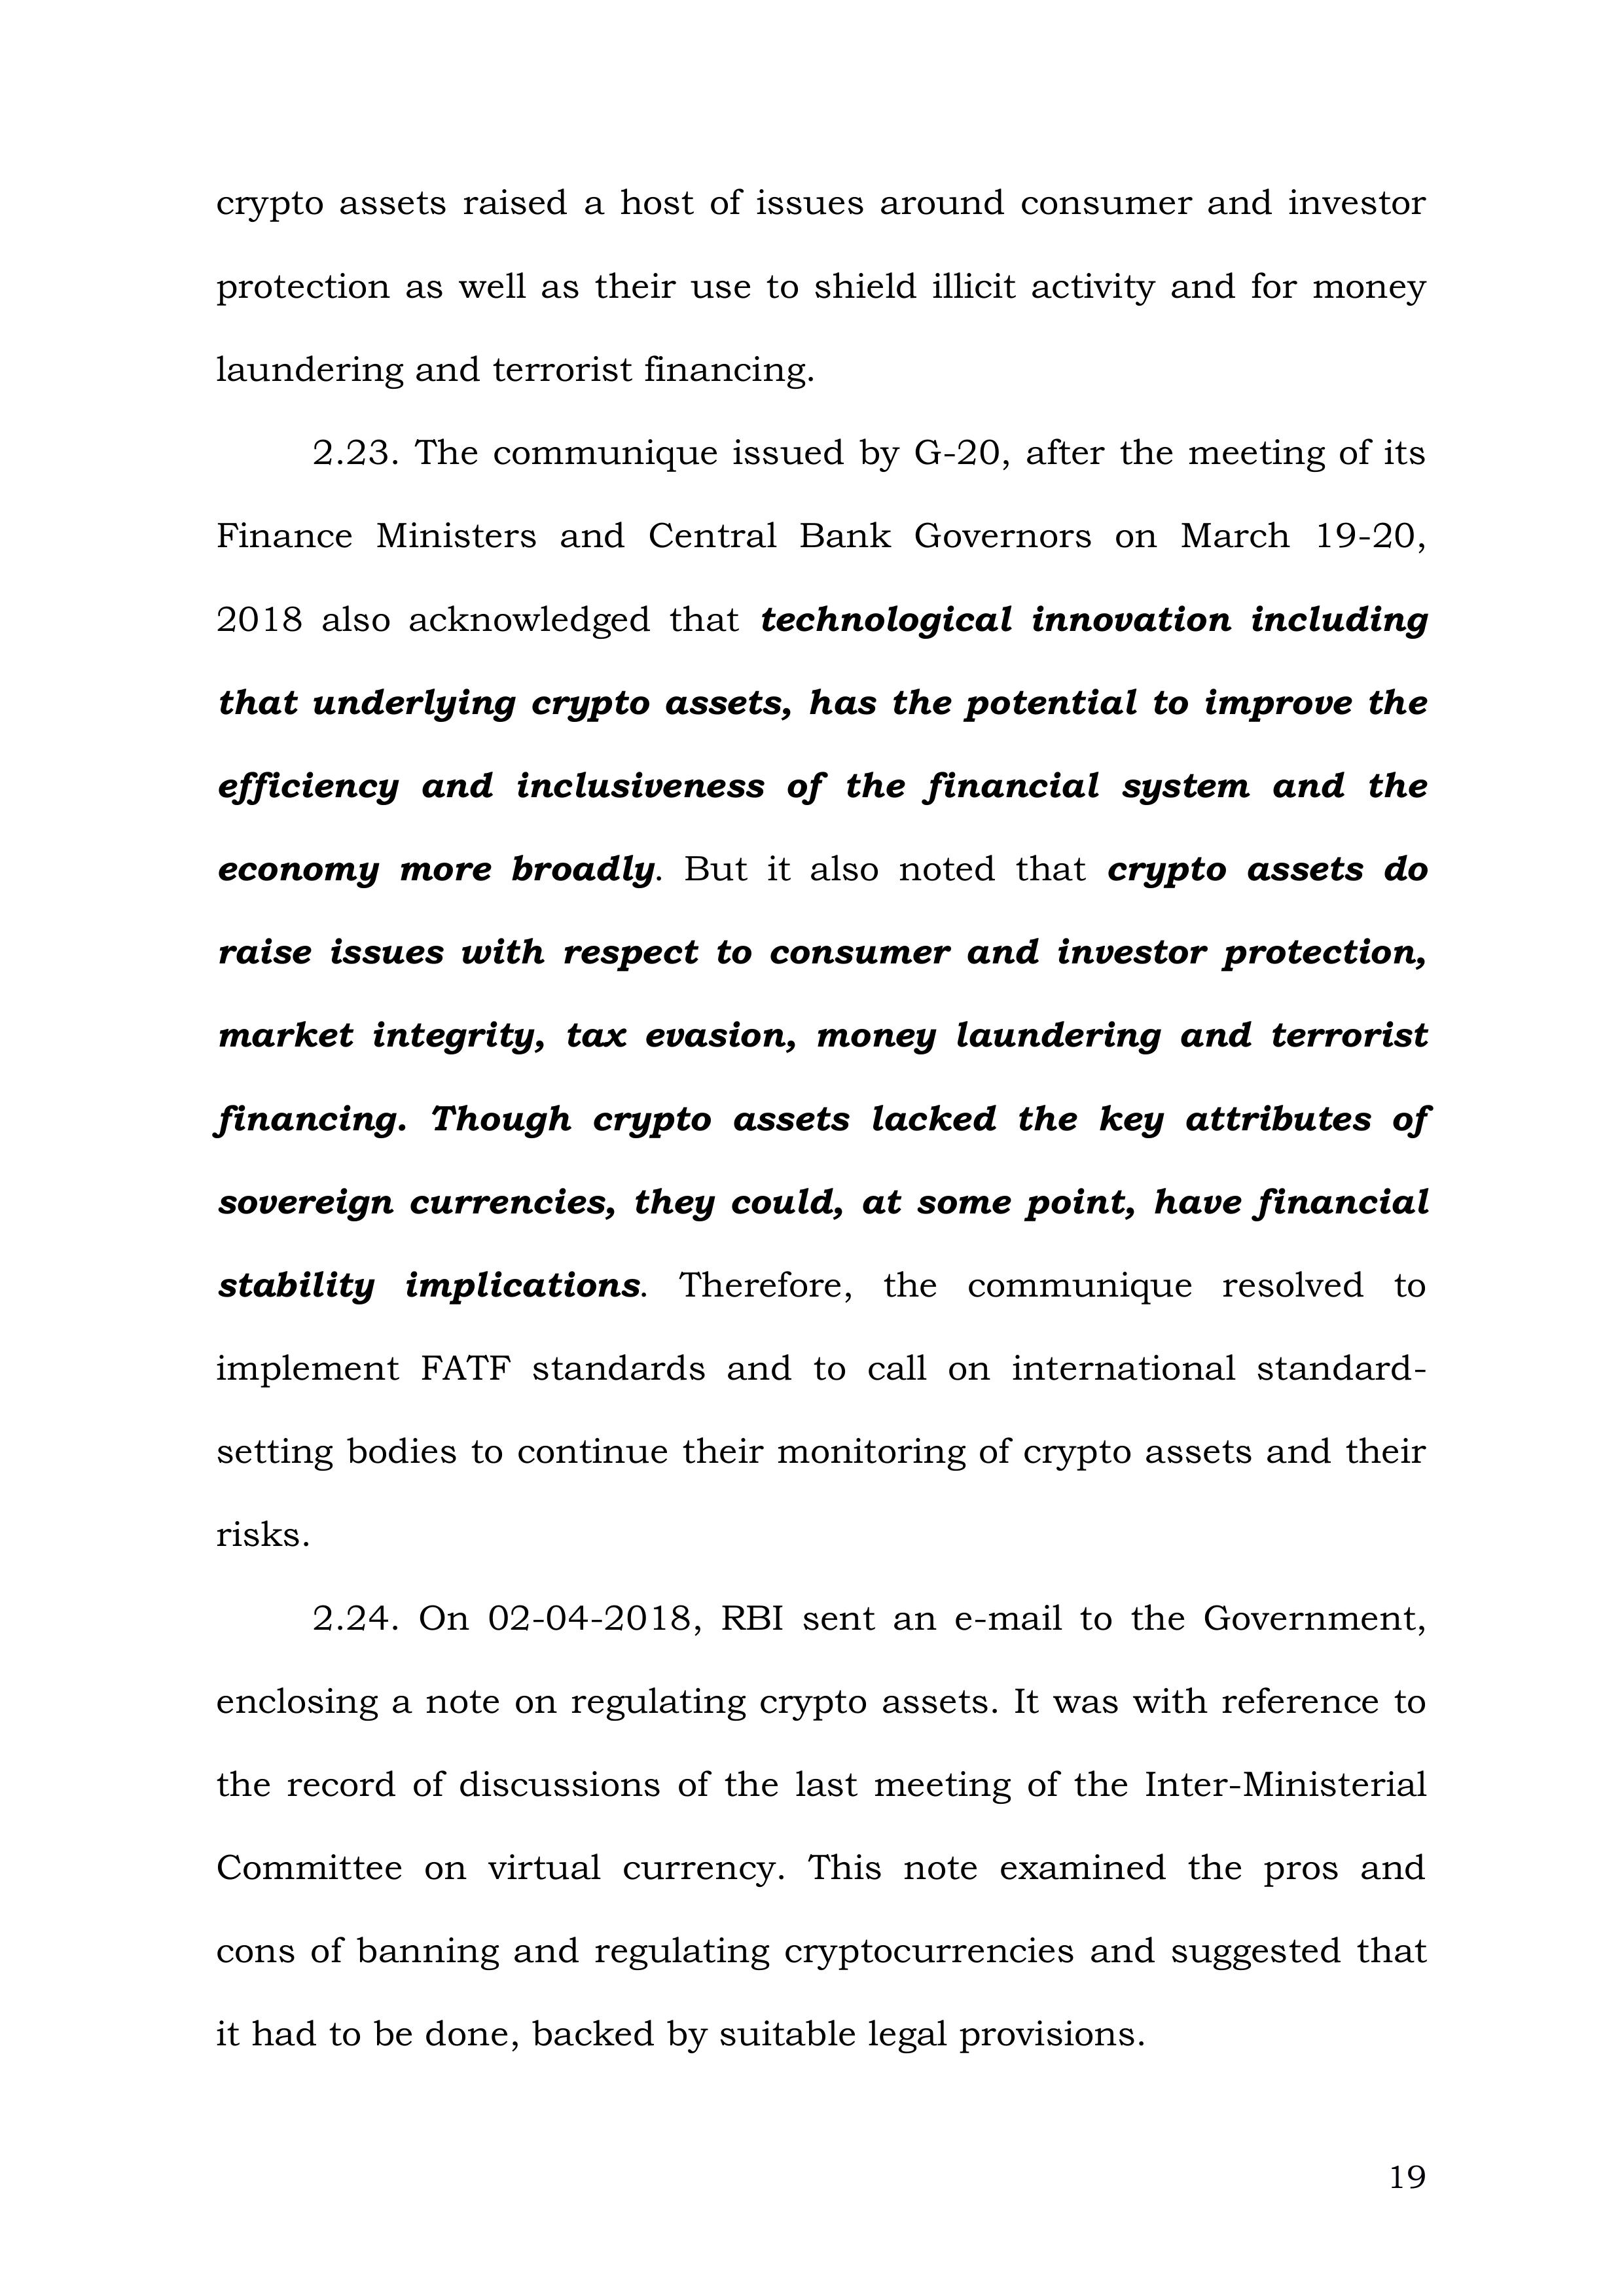 crypto assets raised a host of issues around consumer and investor
protection as well as their use to shield illicit activity and for money
laundering and terrorist financing.
2.23. The communique issued by G-20, after the meeting of its
Finance Ministers and Central Bank Governors on March 19-20,
2018 also acknowledged that technological innovation including
that underlying crypto assets, has the potential to improve the
efficiency and inclusiveness of the financial system and the
economy more broadly. But it also noted that crypto assets do
raise issues with respect to consumer and investor protection,
market integrity, tax evasion, money laundering and terrorist
financing. Though crypto assets lacked the key attributes of
sovereign currencies, they could, at some point, have financial
stability implications. Therefore, the communique resolved to
implement FATF standards and to call on international standard-
setting bodies to continue their monitoring of crypto assets and their
risks.
2.24. On 02-04-2018, RBI sent an e-mail to the Government,
enclosing a note on regulating crypto assets. It was with reference to
the record of discussions of the last meeting of the Inter-Ministerial
Committee on virtual currency. This note examined the pros and
cons of banning and regulating cryptocurrencies and suggested that
it had to be done, backed by suitable legal provisions.
19